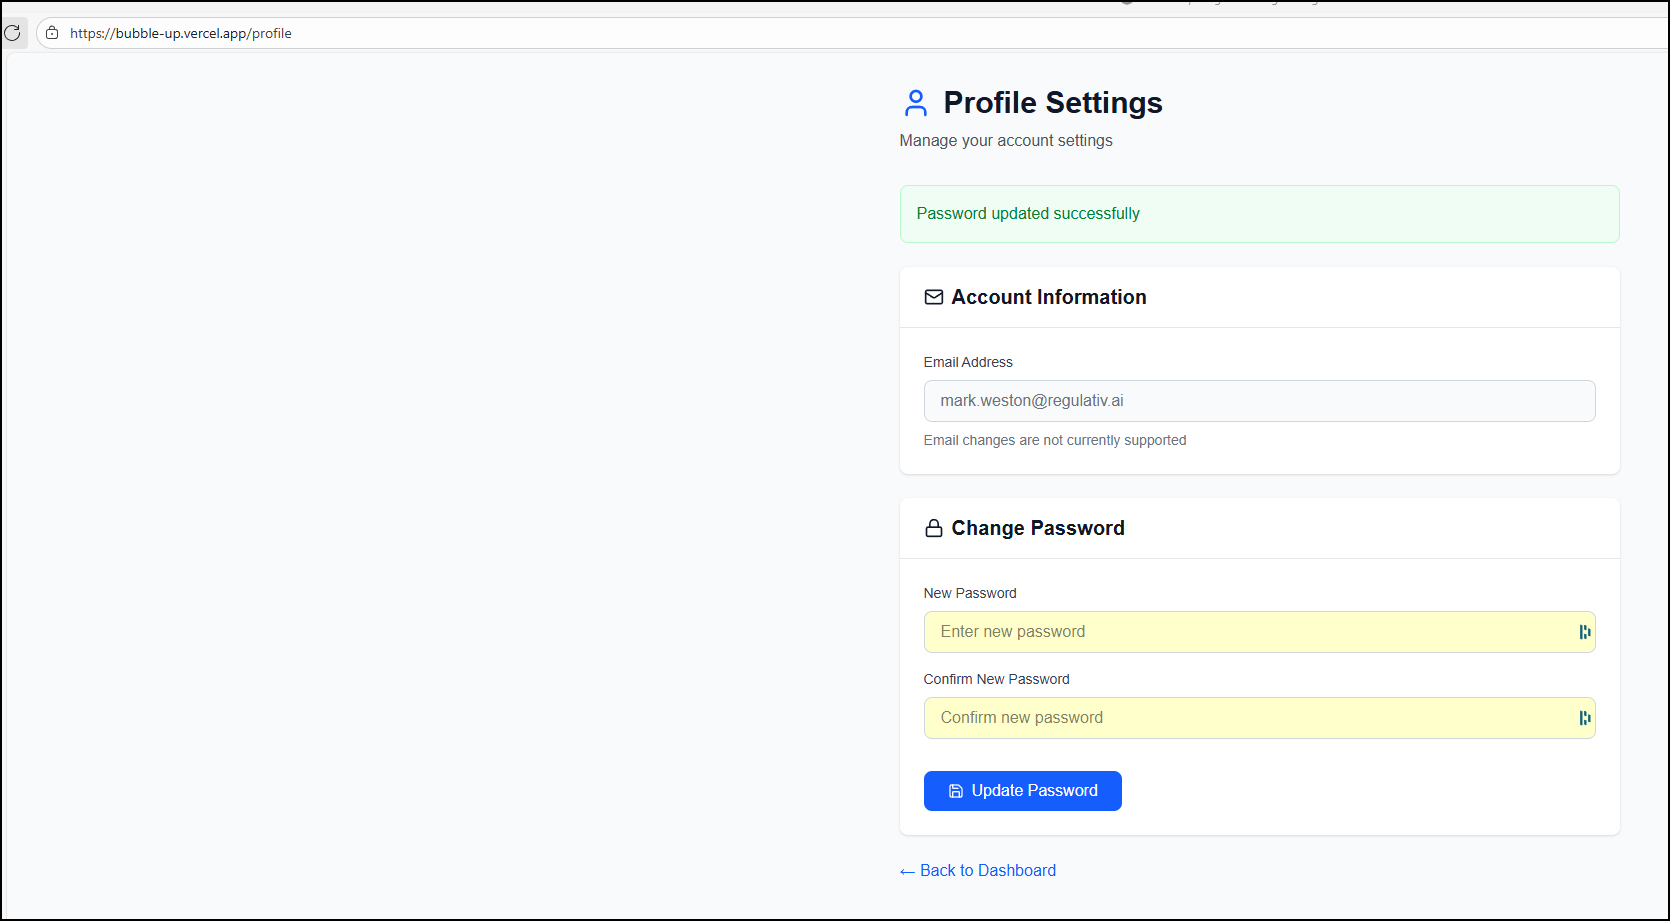 https://bubble-up.vercel.app/profile
Profile Settings
Manage your account settings
Password updated successfully
Account Information
Email Address
mark.weston@regulativ.ai
Email changes are not currently supported
Change Password
New Password
Enter new password
Confirm New Password
Confirm new password
Update Password
← Back to Dashboard